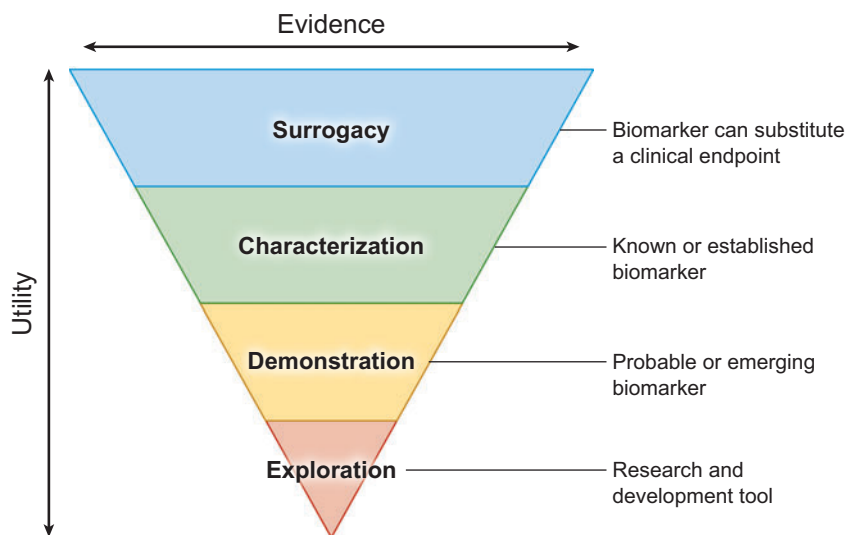 Evidence
Utility
Surrogacy
Biomarker can substitute
a clinical endpoint
Characterization
Known or established
biomarker
Demonstration
Probable or emerging
biomarker
Exploration
Research and
development tool